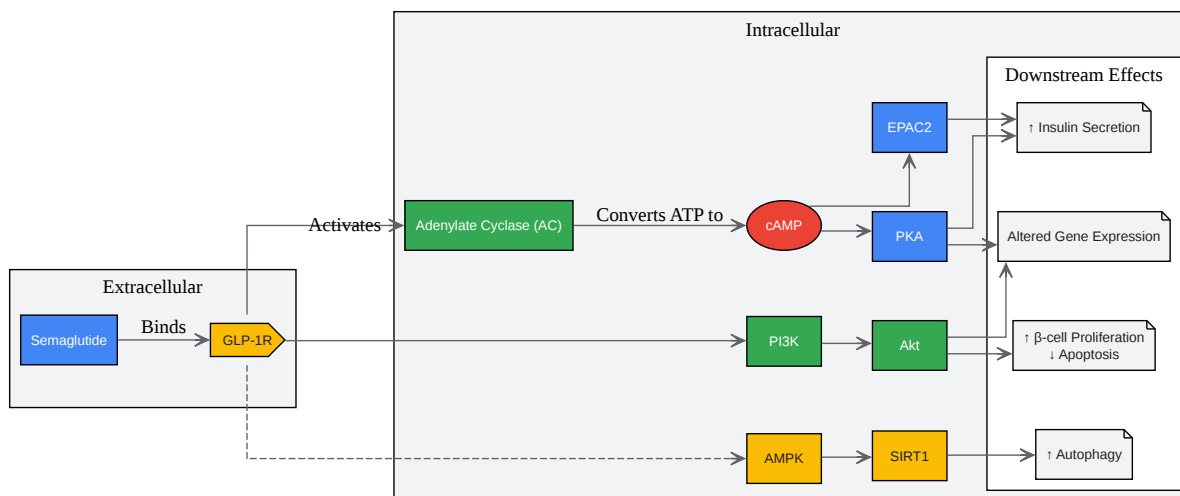 Intracellular
Downstream Effects
EPAC2
↑ Insulin Secretion
Activates
Adenylate Cyclase (AC)
Converts ATP to
cAMP
PKA
Altered Gene Expression
Extracellular
Semaglutide
Binds
GLP-1R
PI3K
Akt
↑ β-cell Proliferation
↓ Apoptosis
AMPK
SIRT1
↑ Autophagy